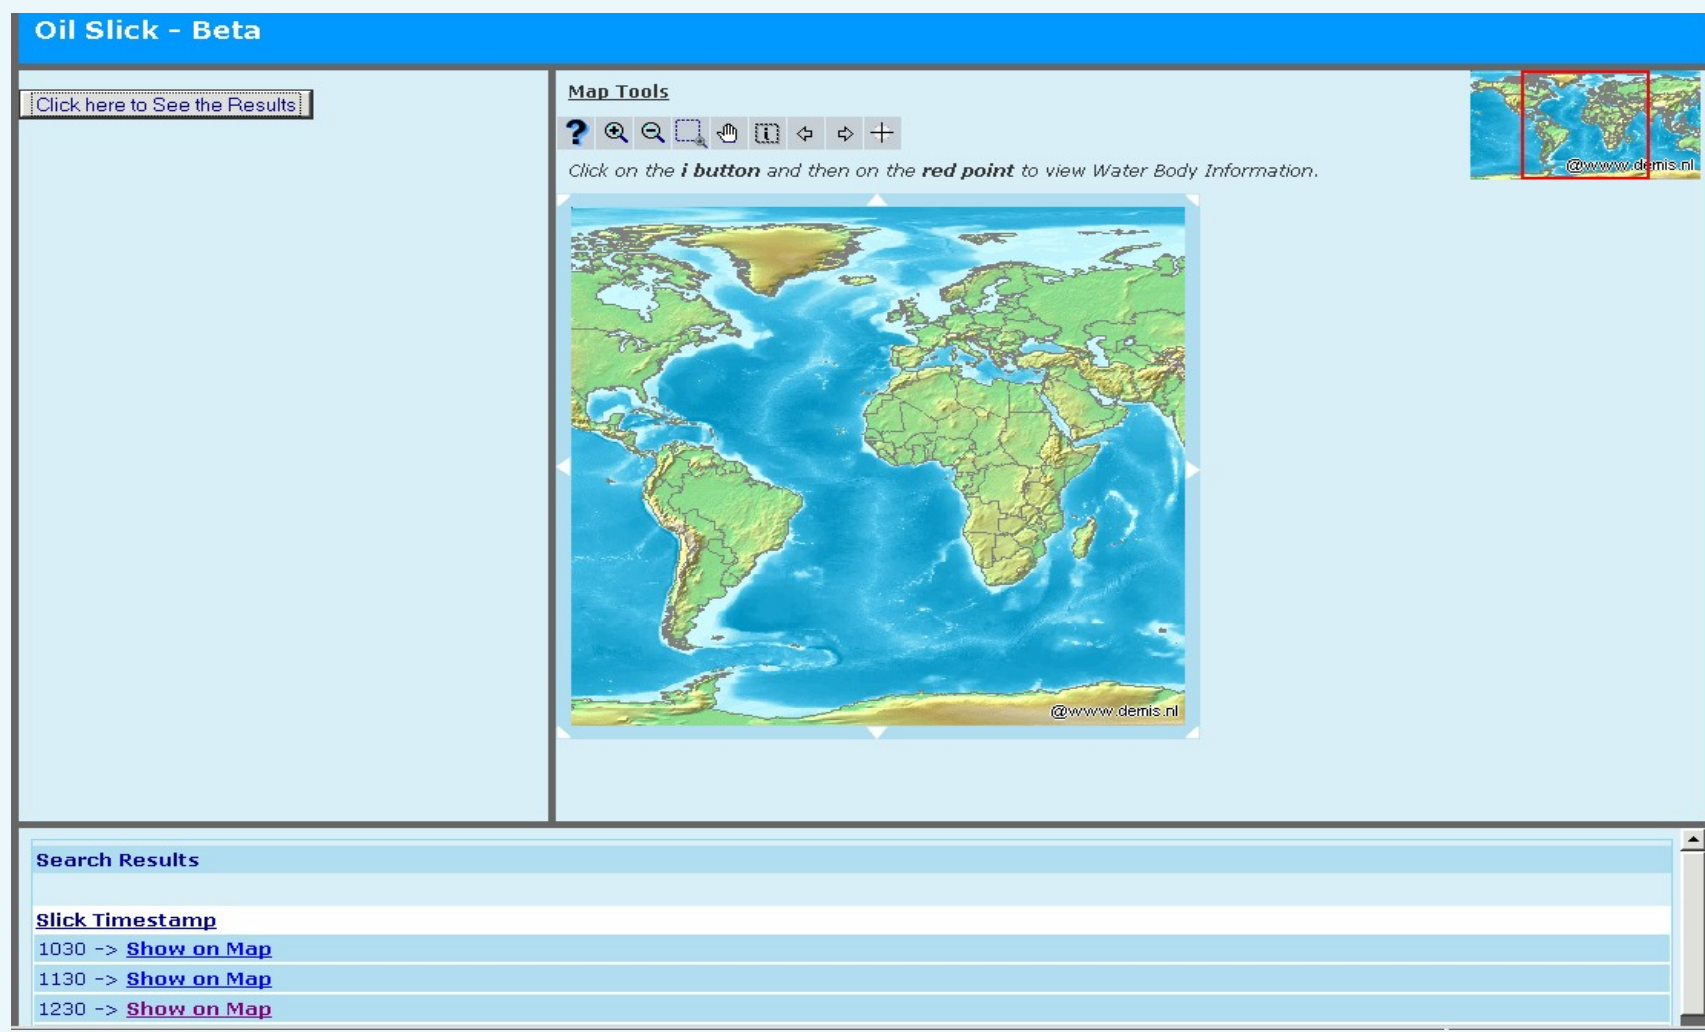 Oil Slick - Beta
Click here to See the Results
Map Tools
?
i
Click on the i button and then on the red point to view Water Body Information.
@www.demis.nl
@www.demis.nl
Search Results
Slick Timestamp
1030 -> Show on Map
1130 -> Show on Map
1230 -> Show on Map